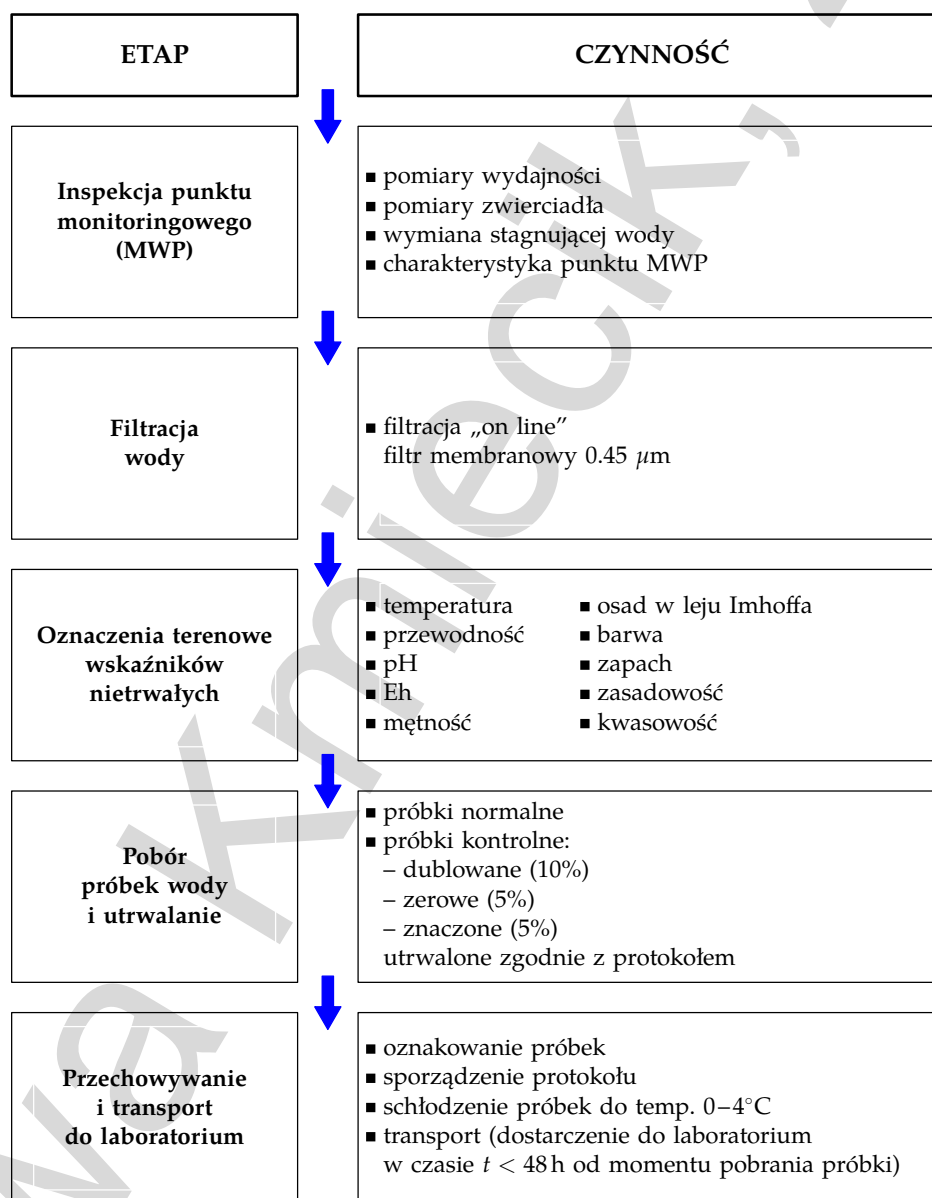 ETAP
CZYNNOŚĆ
Inspekcja punktu
monitoringowego
(MWP)
▪ pomiary wydajności
▪ pomiary zwierciadła
▪ wymiana stagnującej wody
▪ charakterystyka punktu MWP
Filtracja
wody
▪ filtracja „on line”
filtr membranowy 0.45 µm
Oznaczenia terenowe
wskaźników
nietrwałych
▪ temperatura
▪ przewodność
▪ pH
▪ Eh
▪ mętność
▪ osad w leju Imhoffa
▪ barwa
▪ zapach
▪ zasadowość
▪ kwasowość
Pobór
próbek wody
i utrwalanie
▪ próbki normalne
▪ próbki kontrolne:
– dublowane (10%)
– zerowe (5%)
– znaczone (5%)
utrwalone zgodnie z protokołem
Przechowywanie
i transport
do laboratorium
▪ oznakowanie próbek
▪ sporządzenie protokołu
▪ schłodzenie próbek do temp. 0–4°C
▪ transport (dostarczenie do laboratorium
w czasie t < 48 h od momentu pobrania próbki)
wa Kmiecik,